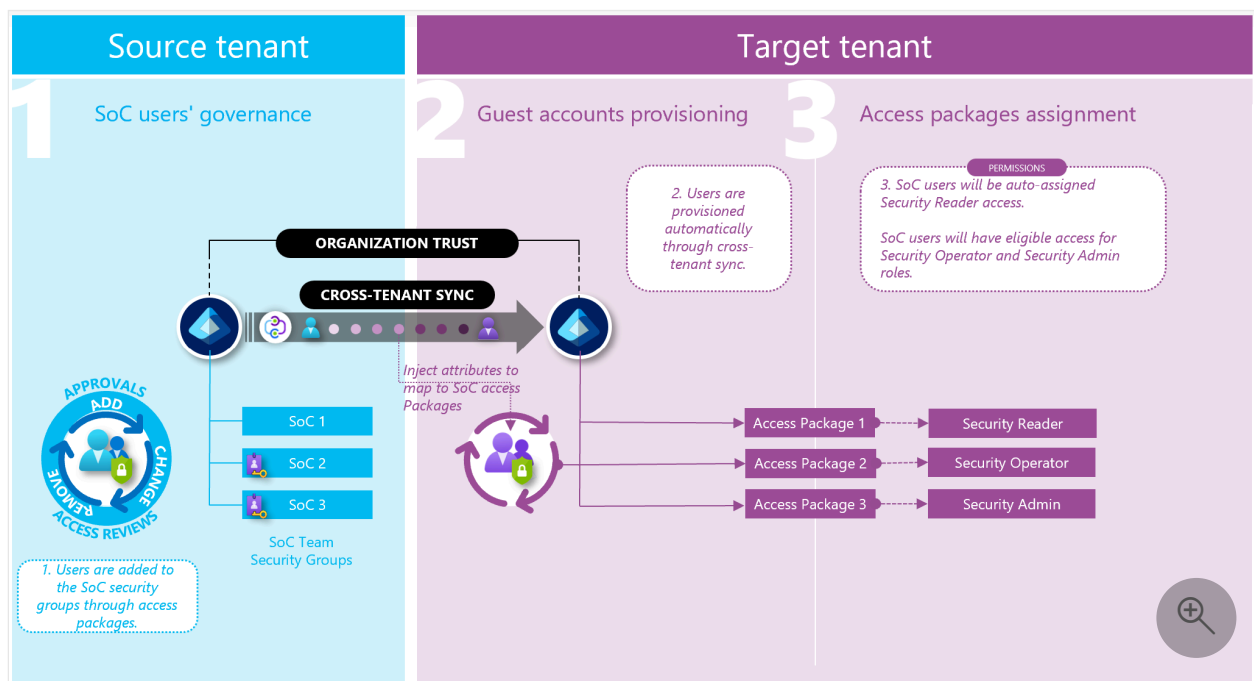 Source tenant
Target tenant
1
SoC users' governance
2
Guest accounts provisioning
3
Access packages assignment
2. Users are
provisioned
automatically
through cross-
tenant sync.
PERMISSIONS
3. SoC users will be auto-assigned
Security Reader access.
SoC users will have eligible access for
Security Operator and Security Admin
roles.
ORGANIZATION TRUST
CROSS-TENANT SYNC
Inject attributes to
map to SoC access
Packages
APPROVALS
ADD
CHANGE
REMOVE
ACCESS REVIEWS
SoC 1
SoC 2
SoC 3
SoC Team
Security Groups
Access Package 1
Security Reader
Access Package 2
Security Operator
Access Package 3
Security Admin
1. Users are added to
the SoC security
groups through access
packages.